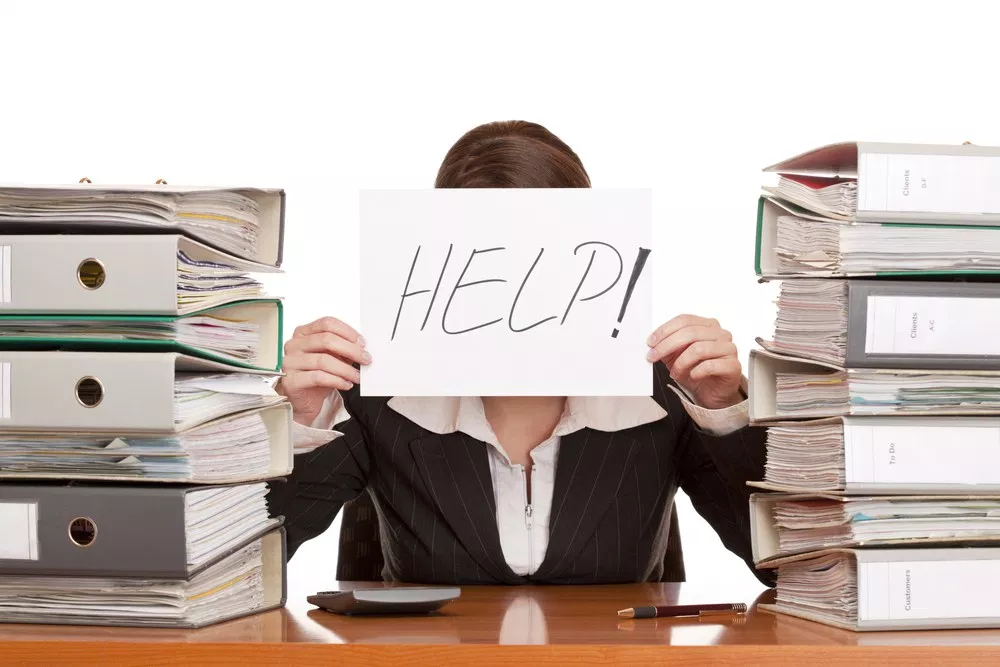 HELP!
Clients
D-F
Clients
A-C
To Do
Customers